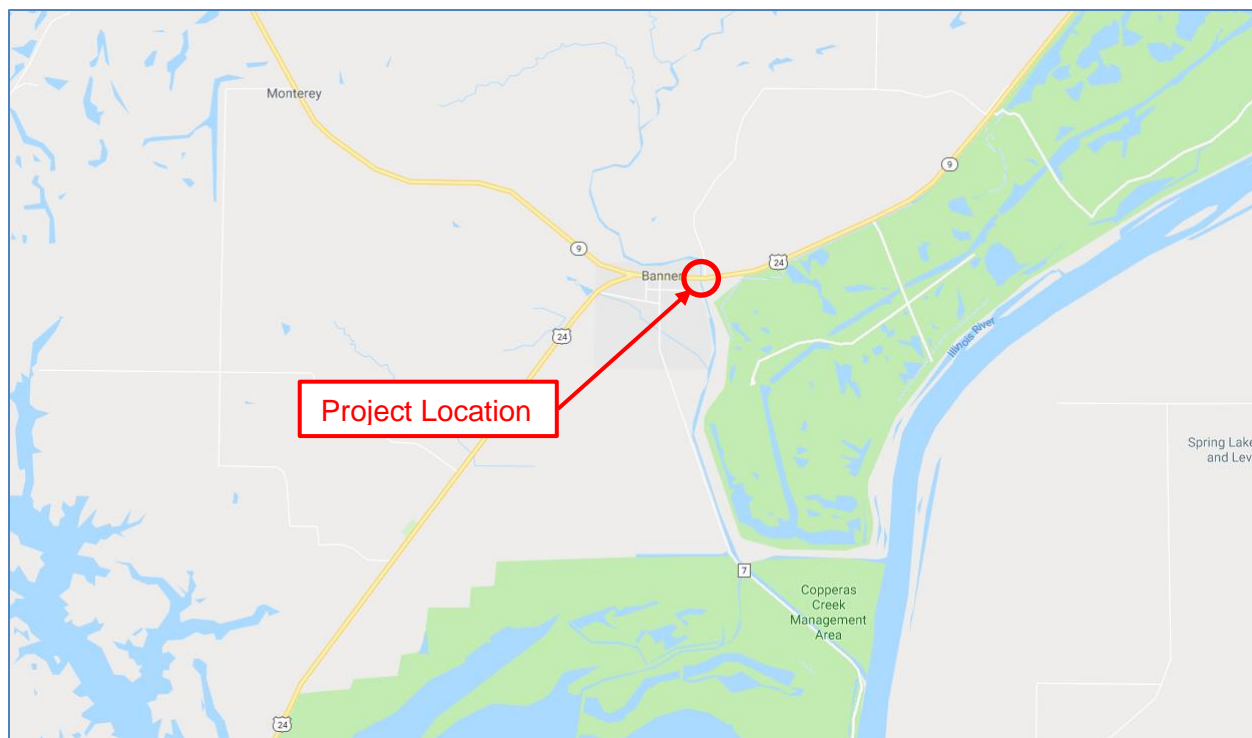 Monterey
9
9
Banner
24
24
Illinois River
Project Location
Spring Lake
and Lev
7
Copperas
Creek
Management
Area
24